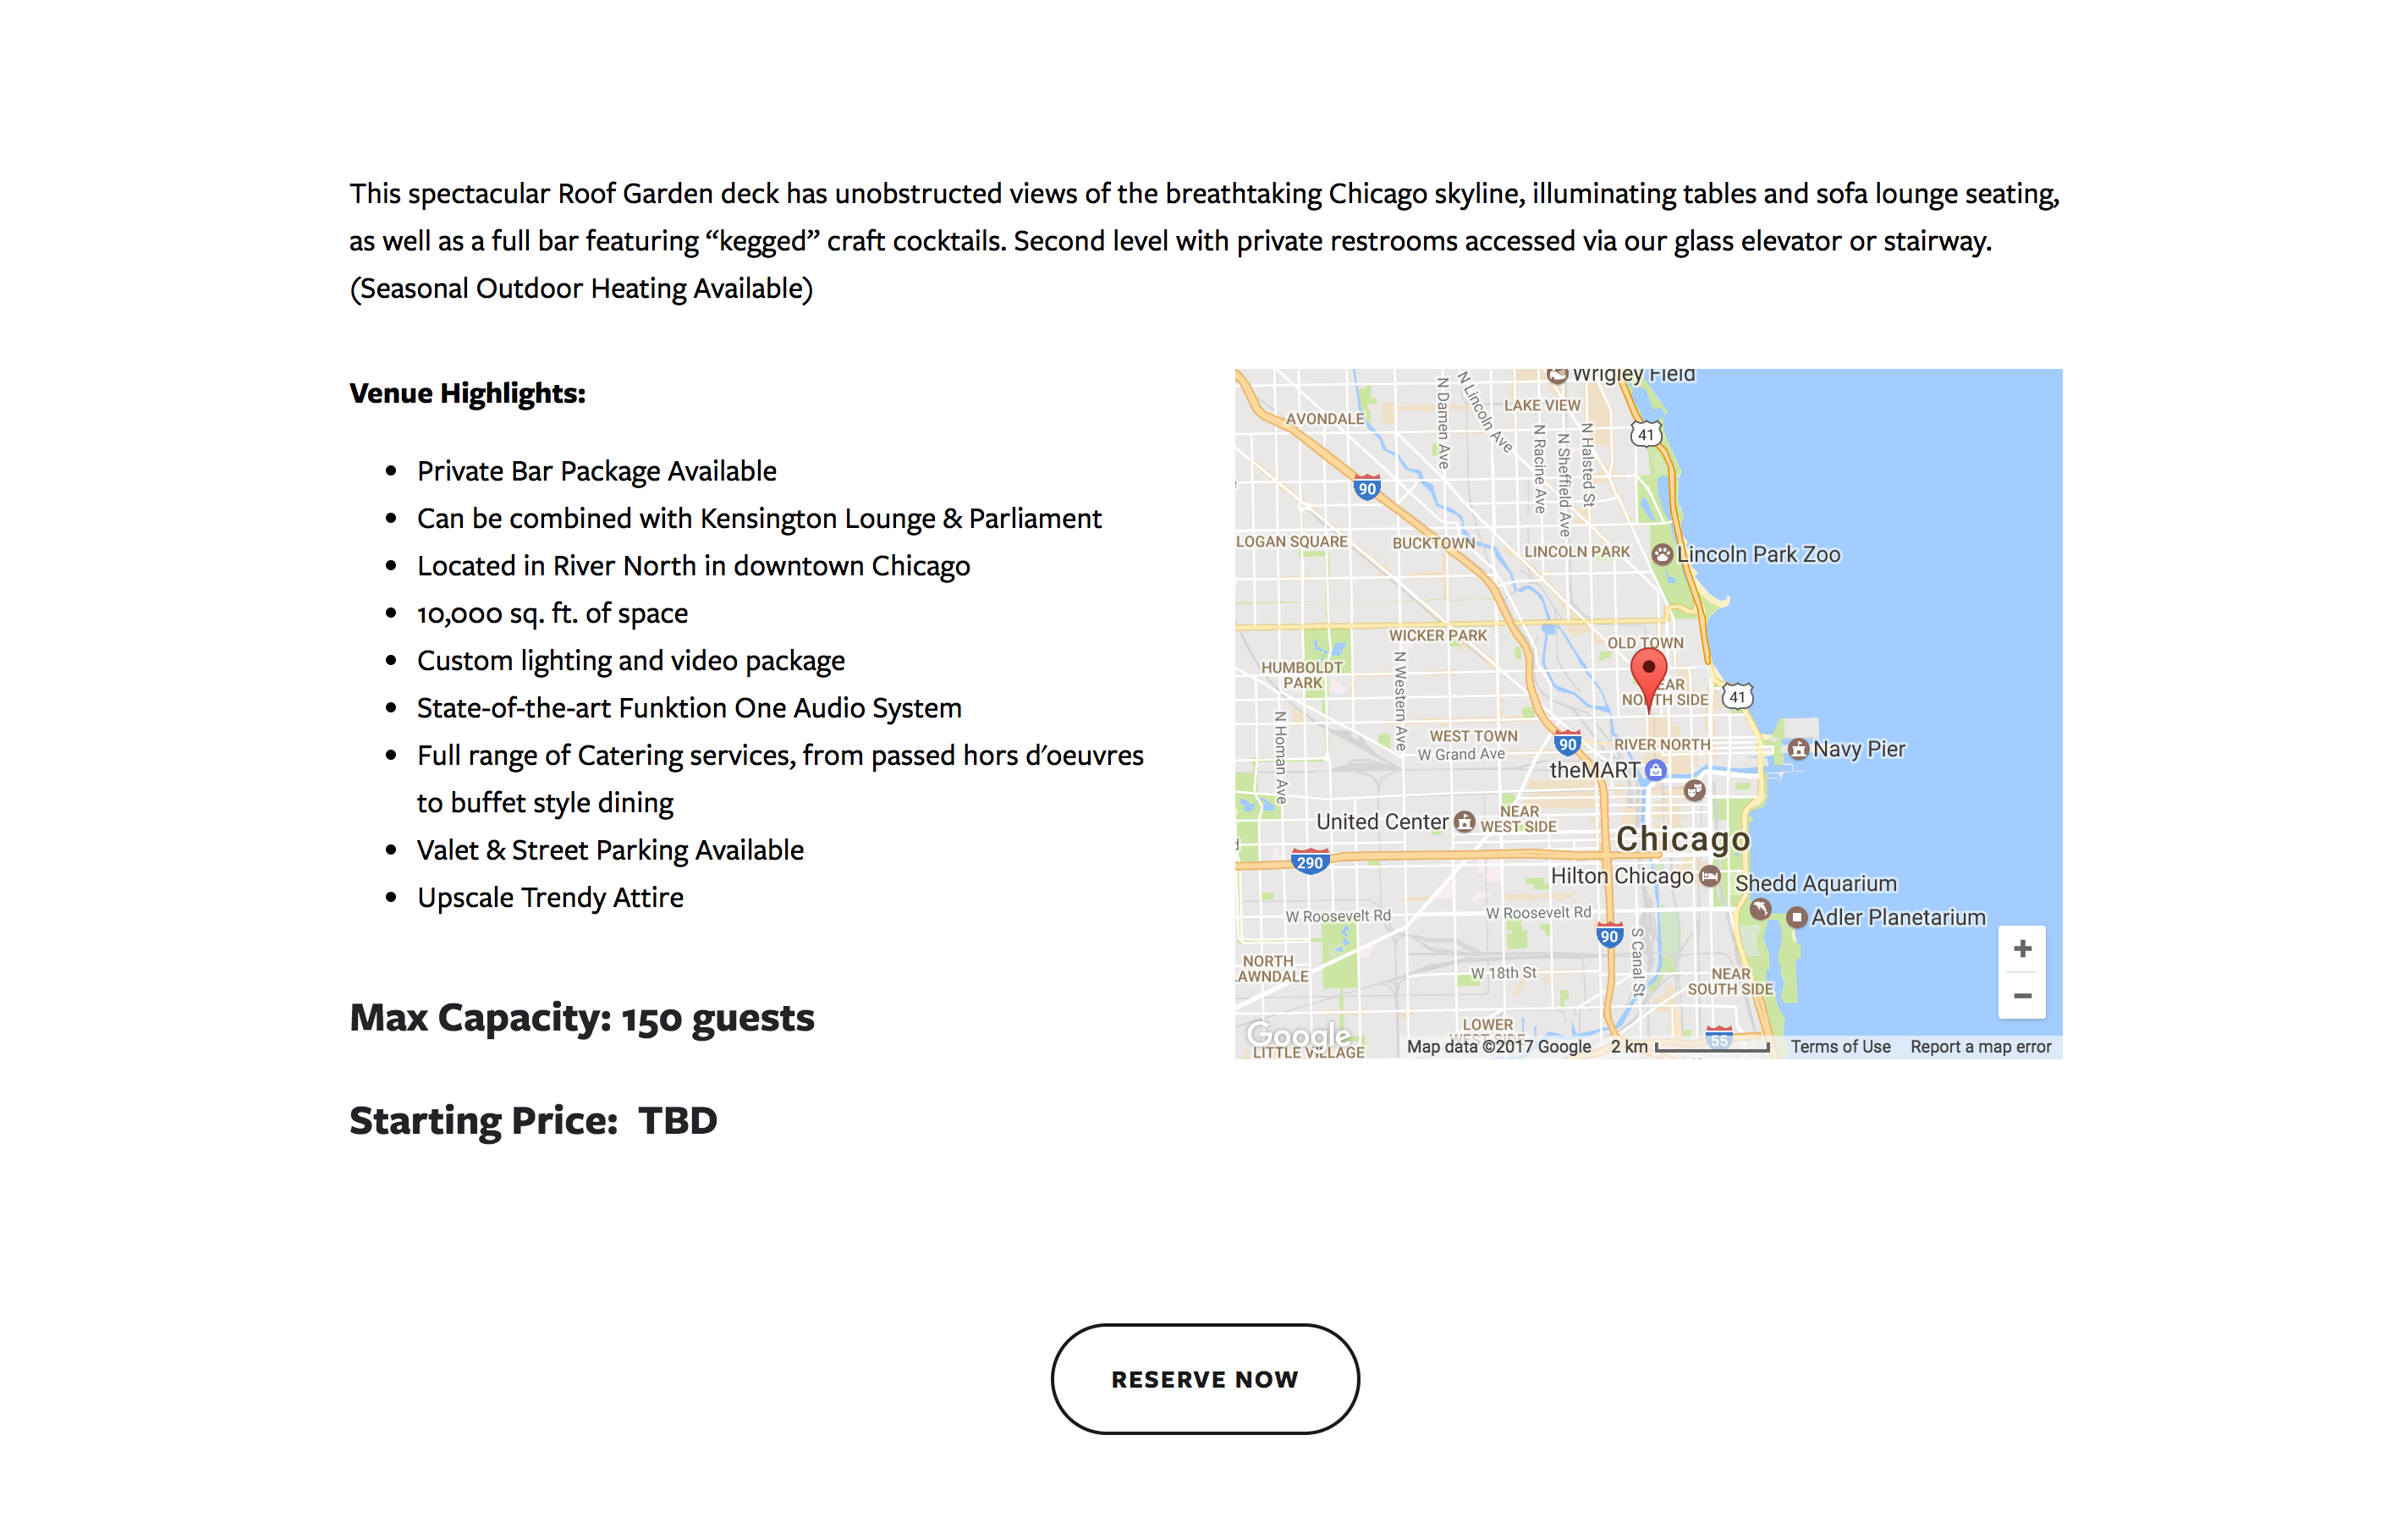 This spectacular Roof Garden deck has unobstructed views of the breathtaking Chicago skyline, illuminating tables and sofa lounge seating,
as well as a full bar featuring “kegged” craft cocktails. Second level with private restrooms accessed via our glass elevator or stairway.
(Seasonal Outdoor Heating Available)
Venue Highlights:
• Private Bar Package Available
• Can be combined with Kensington Lounge & Parliament
• Located in River North in downtown Chicago
• 10,000 sq. ft. of space
• Custom lighting and video package
• State-of-the-art Funktion One Audio System
• Full range of Catering services, from passed hors d’oeuvres
to buffet style dining
• Valet & Street Parking Available
• Upscale Trendy Attire
Max Capacity: 150 guests
Starting Price: TBD
Wrigley Field
LAKE VIEW
AVONDALE
N Damen Ave
N Lincoln Ave
N Racine Ave
N Sheffield Ave
N Halsted St
41
90
LOGAN SQUARE
BUCKTOWN
LINCOLN PARK
Lincoln Park Zoo
WICKER PARK
OLD TOWN
HUMBOLDT
PARK
N Western Ave
N Homan Ave
NORTH SIDE
41
WEST TOWN
W Grand Ave
90
RIVER NORTH
Navy Pier
theMART
United Center
NEAR
WEST SIDE
Chicago
290
Hilton Chicago
Shedd Aquarium
W Roosevelt Rd
W Roosevelt Rd
Adler Planetarium
90
S Canal St
NORTH
W 18th St
NEAR
SOUTH SIDE
+
−
LOWER
WEST SIDE
55
Google
LITTLE VILLAGE
Map data ©2017 Google
2 km
Terms of Use
Report a map error
RESERVE NOW